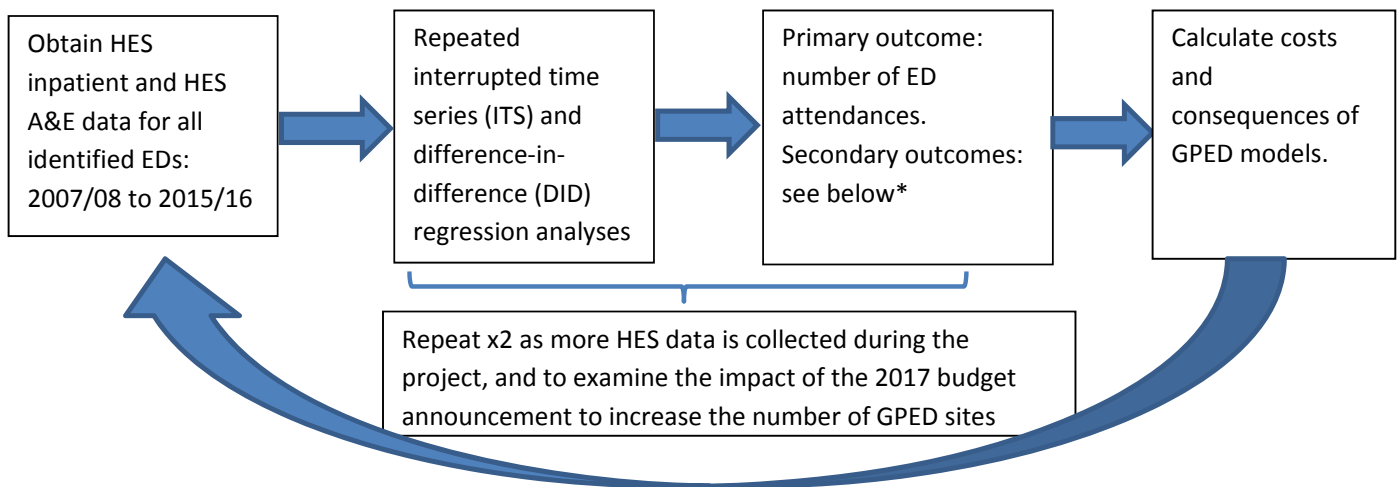 Obtain HES
inpatient and HES
A&E data for all
identified EDs:
2007/08 to 2015/16
Repeated
interrupted time
series (ITS) and
difference-in-
difference (DID)
regression analyses
Primary outcome:
number of ED
attendances.
Secondary outcomes:
see below*
Calculate costs
and
consequences of
GPED models.
Repeat x2 as more HES data is collected during the
project, and to examine the impact of the 2017 budget
announcement to increase the number of GPED sites